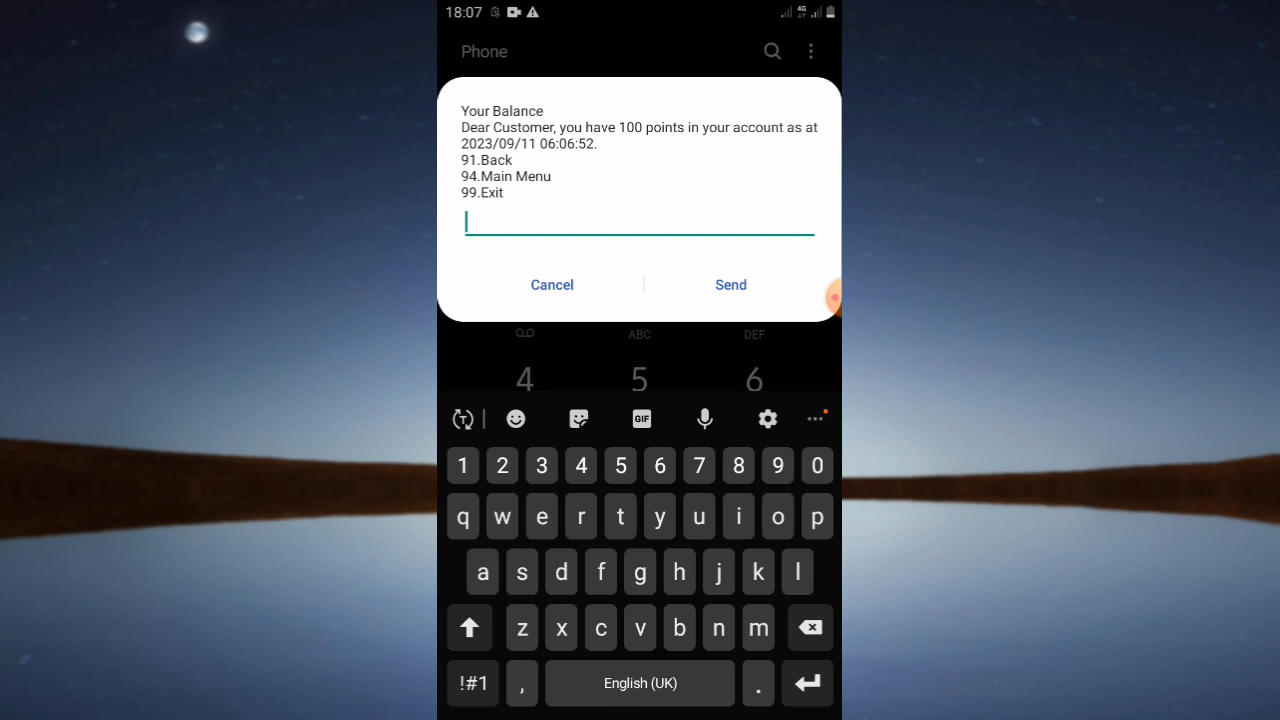 18:07 4G
Phone
Your Balance
Dear Customer, you have 100 points in your account as at
2023/09/11 06:06:52.
91.Back
94.Main Menu
99.Exit
Cancel Send
ABC DEF
4 5 6
T GIF
1 2 3 4 5 6 7 8 9 0
q w e r t y u i o p
a s d f g h j k l
z x c v b n m
!#1 , English (UK) .